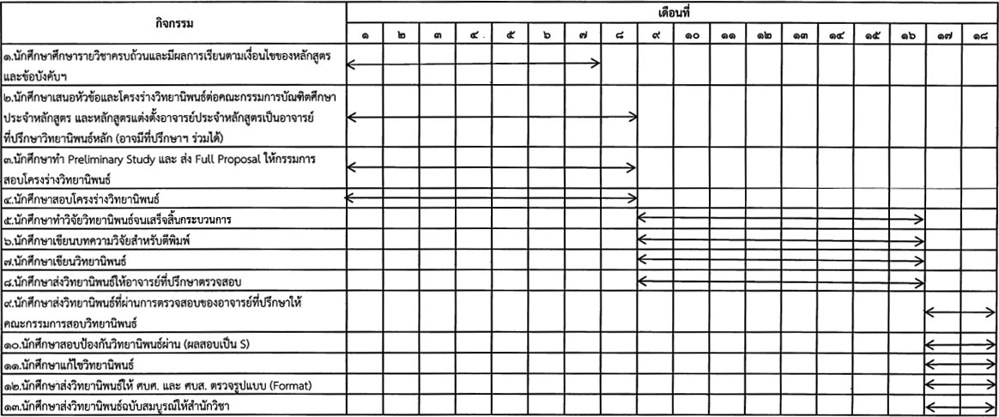 กิจกรรม
เดือนที่
๑ ๒ ๓ ๔ ๕ ๖ ๗ ๘ ๙ ๑๐ ๑๑ ๑๒ ๑๓ ๑๔ ๑๕ ๑๖ ๑๗ ๑๘
๑.นักศึกษาศึกษารายวิชาครบถ้วนและมีผลการเรียนตามเงื่อนไขของหลักสูตร
และข้อบังคับฯ
๒.นักศึกษาเสนอหัวข้อและโครงร่างวิทยานิพนธ์ต่อคณะกรรมการบัณฑิตศึกษา
ประจำหลักสูตร และหลักสูตรแต่งตั้งอาจารย์ประจำหลักสูตรเป็นอาจารย์
ที่ปรึกษาวิทยานิพนธ์หลัก (อาจมีที่ปรึกษาฯ ร่วมได้)
๓.นักศึกษาทำ Preliminary Study และ ส่ง Full Proposal ให้กรรมการ
สอบโครงร่างวิทยานิพนธ์
๔.นักศึกษาสอบโครงร่างวิทยานิพนธ์
๕.นักศึกษาทำวิจัยวิทยานิพนธ์จนเสร็จสิ้นกระบวนการ
๖.นักศึกษาเขียนบทความวิจัยสำหรับตีพิมพ์
๗.นักศึกษาเขียนวิทยานิพนธ์
๘.นักศึกษาส่งวิทยานิพนธ์ให้อาจารย์ที่ปรึกษาตรวจสอบ
๙.นักศึกษาส่งวิทยานิพนธ์ที่ผ่านการตรวจสอบของอาจารย์ที่ปรึกษาให้
คณะกรรมการสอบวิทยานิพนธ์
๑๐.นักศึกษาสอบป้องกันวิทยานิพนธ์ผ่าน (ผลสอบเป็น S)
๑๑.นักศึกษาแก้ไขวิทยานิพนธ์
๑๒.นักศึกษาส่งวิทยานิพนธ์ให้ ศบศ. และ ศบส. ตรวจรูปแบบ (Format)
๑๓.นักศึกษาส่งวิทยานิพนธ์ฉบับสมบูรณ์ให้สำนักวิชา